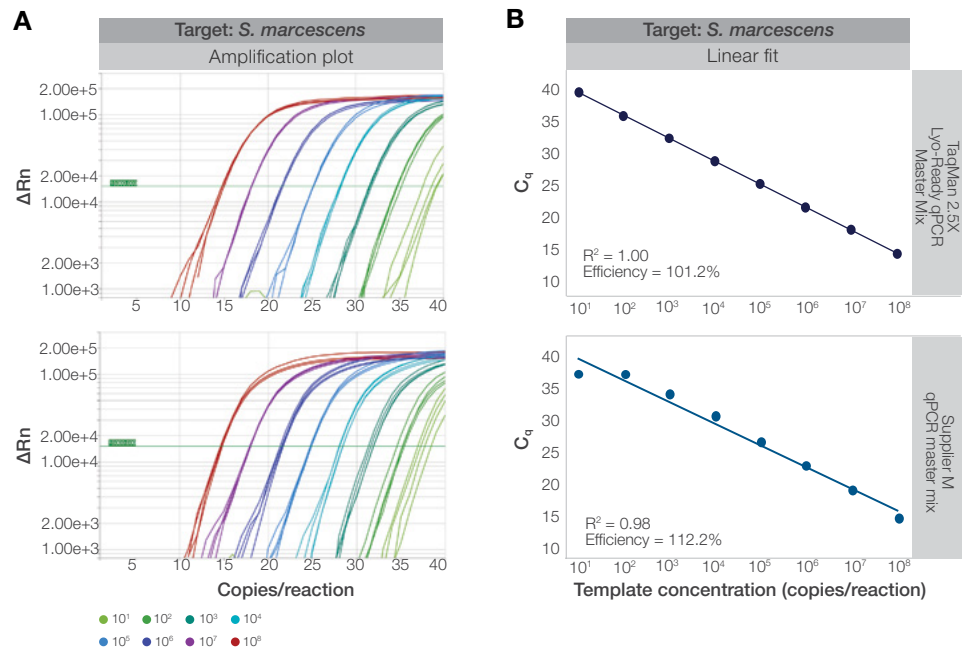 A
Target: S. marcescens
Amplification plot
ΔRn
2.00e+5
1.00e+5
2.00e+4
1.00e+4
2.00e+3
1.00e+3
5 10 15 20 25 30 35 40
ΔRn
2.00e+5
1.00e+5
2.00e+4
1.00e+4
2.00e+3
1.00e+3
5 10 15 20 25 30 35 40
Copies/reaction
10¹ 10² 10³ 10⁴
10⁵ 10⁶ 10⁷ 10⁸
B
Target: S. marcescens
Linear fit
Cq
40
35
30
25
20
15
10
R² = 1.00
Efficiency = 101.2%
10¹ 10² 10³ 10⁴ 10⁵ 10⁶ 10⁷ 10⁸
TaqMan 2.5X
Lyo-Ready qPCR
Master Mix
Cq
40
35
30
25
20
15
10
R² = 0.98
Efficiency = 112.2%
10¹ 10² 10³ 10⁴ 10⁵ 10⁶ 10⁷ 10⁸
Template concentration (copies/reaction)
Supplier M
qPCR master mix